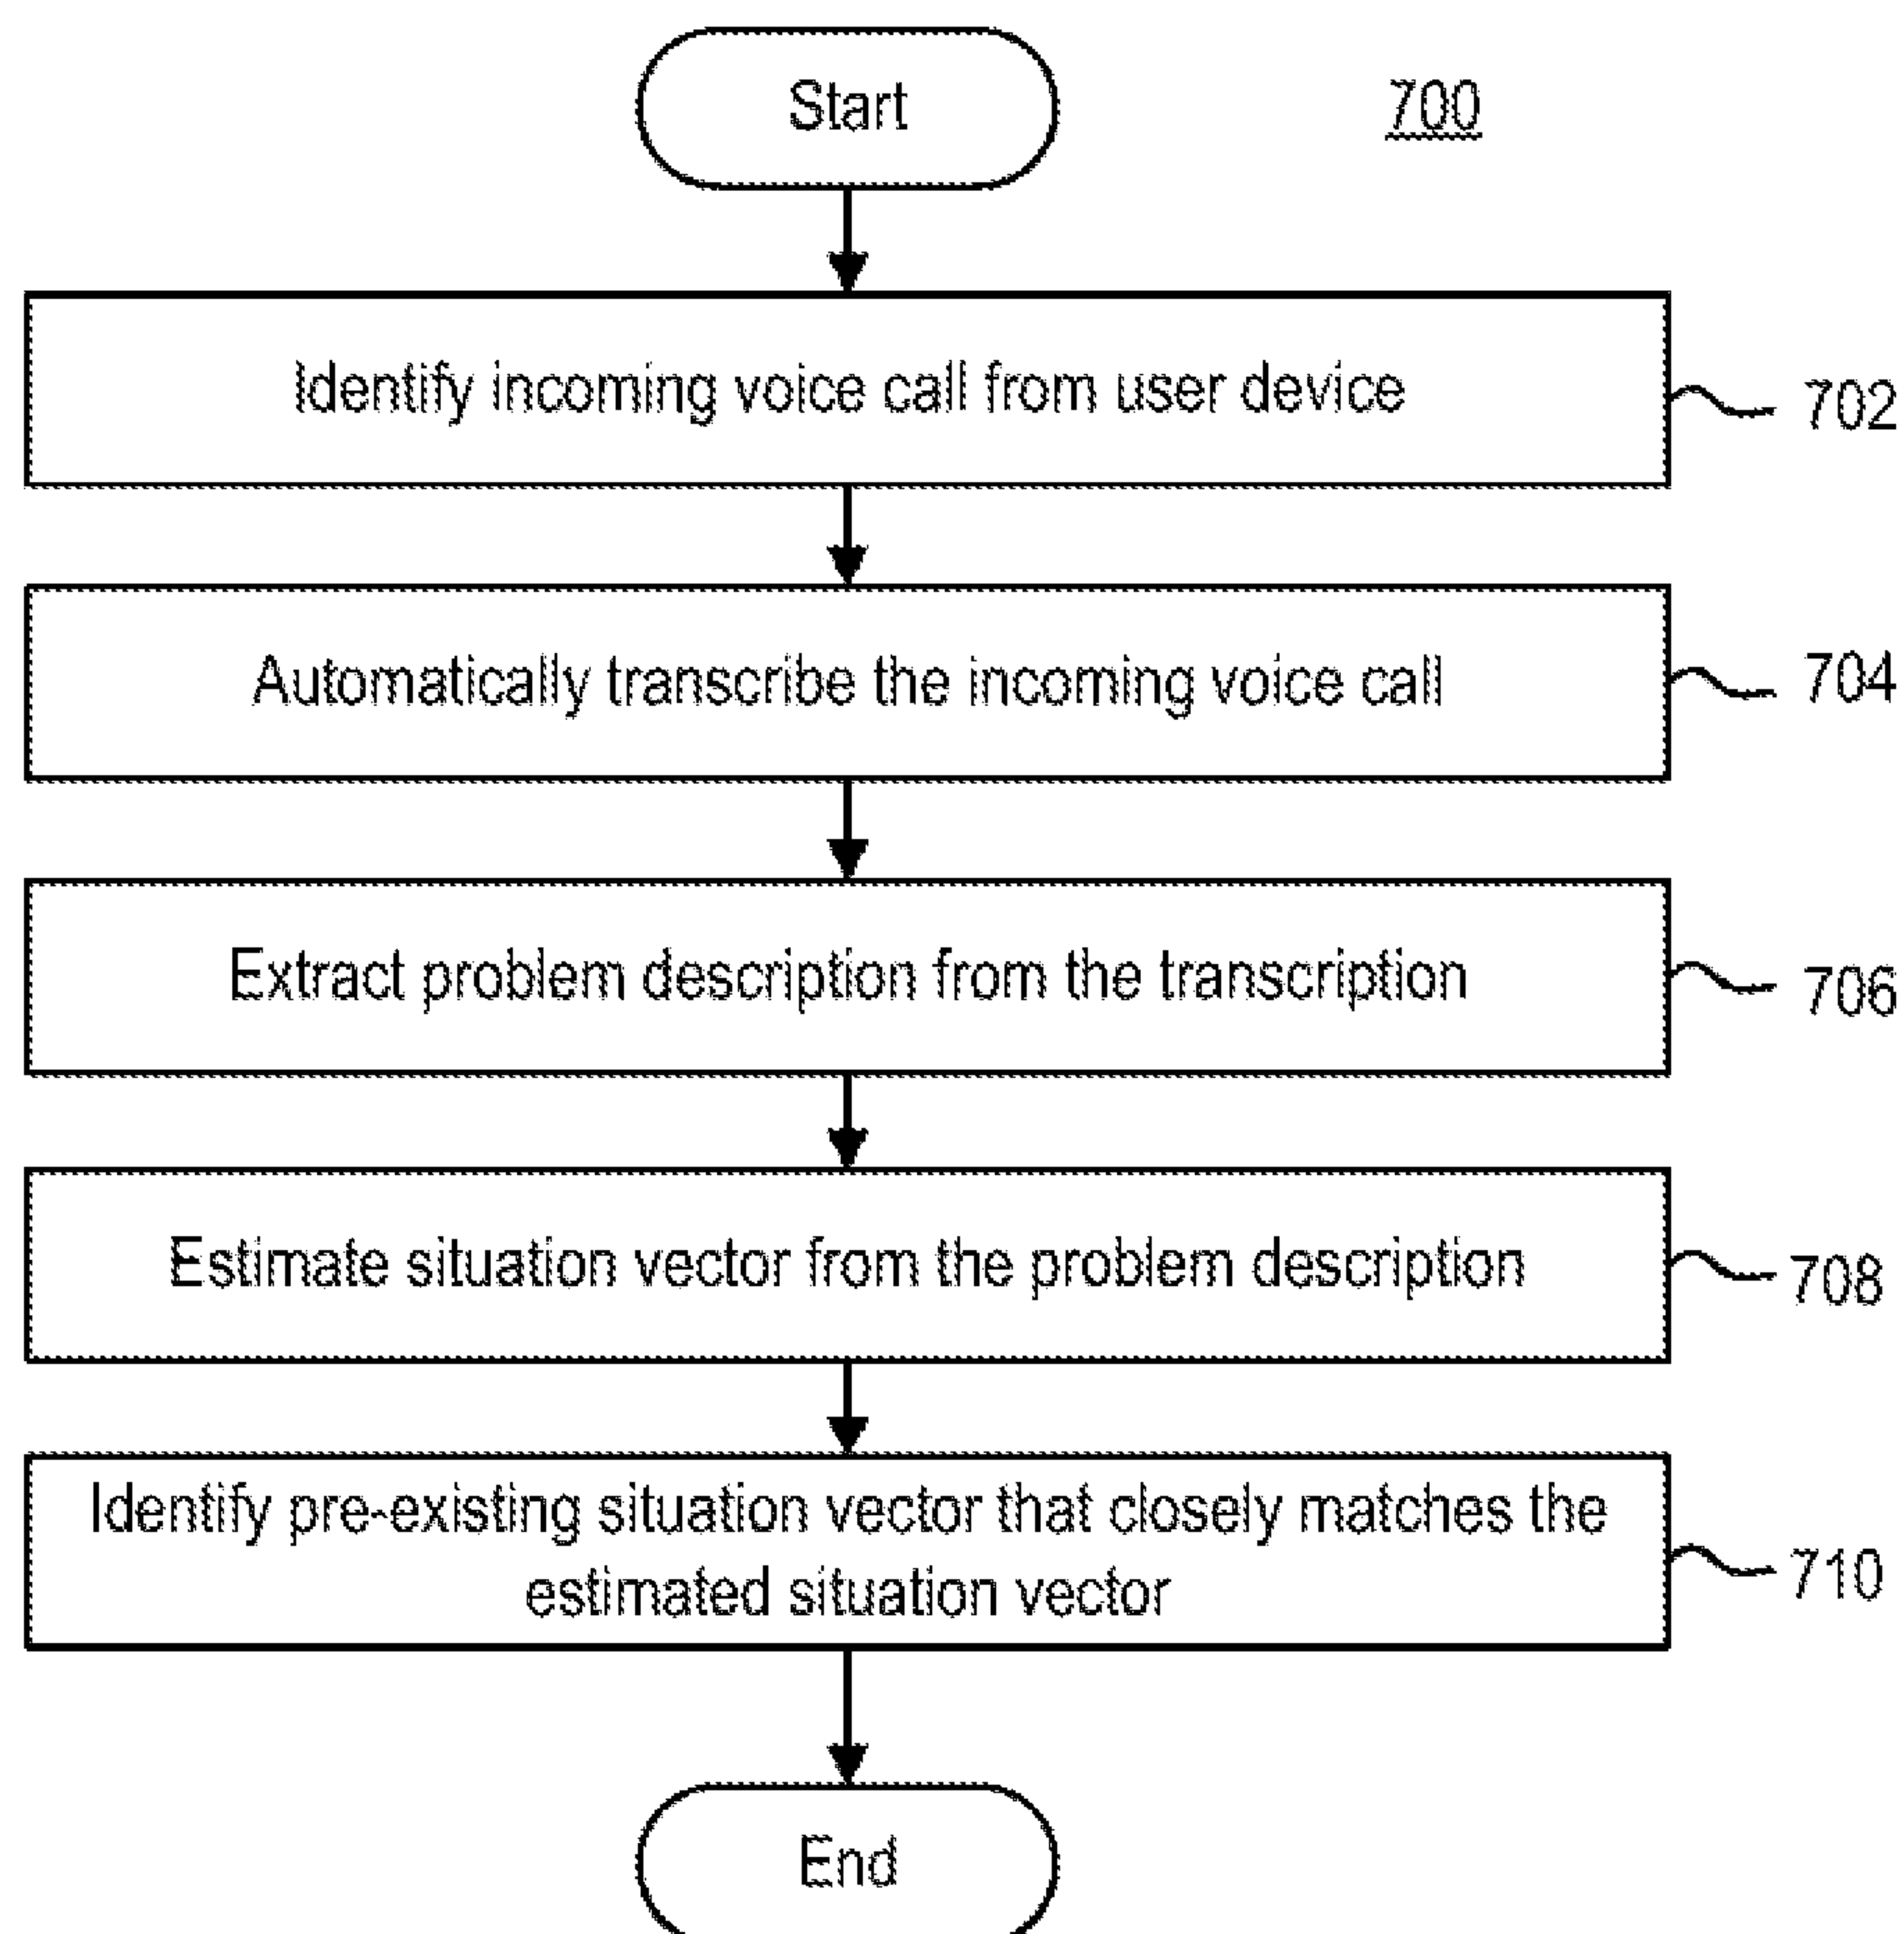 Start
700
Identify incoming voice call from user device
702
Automatically transcribe the incoming voice call
704
Extract problem description from the transcription
706
Estimate situation vector from the problem description
708
Identify pre-existing situation vector that closely matches the
estimated situation vector
710
End